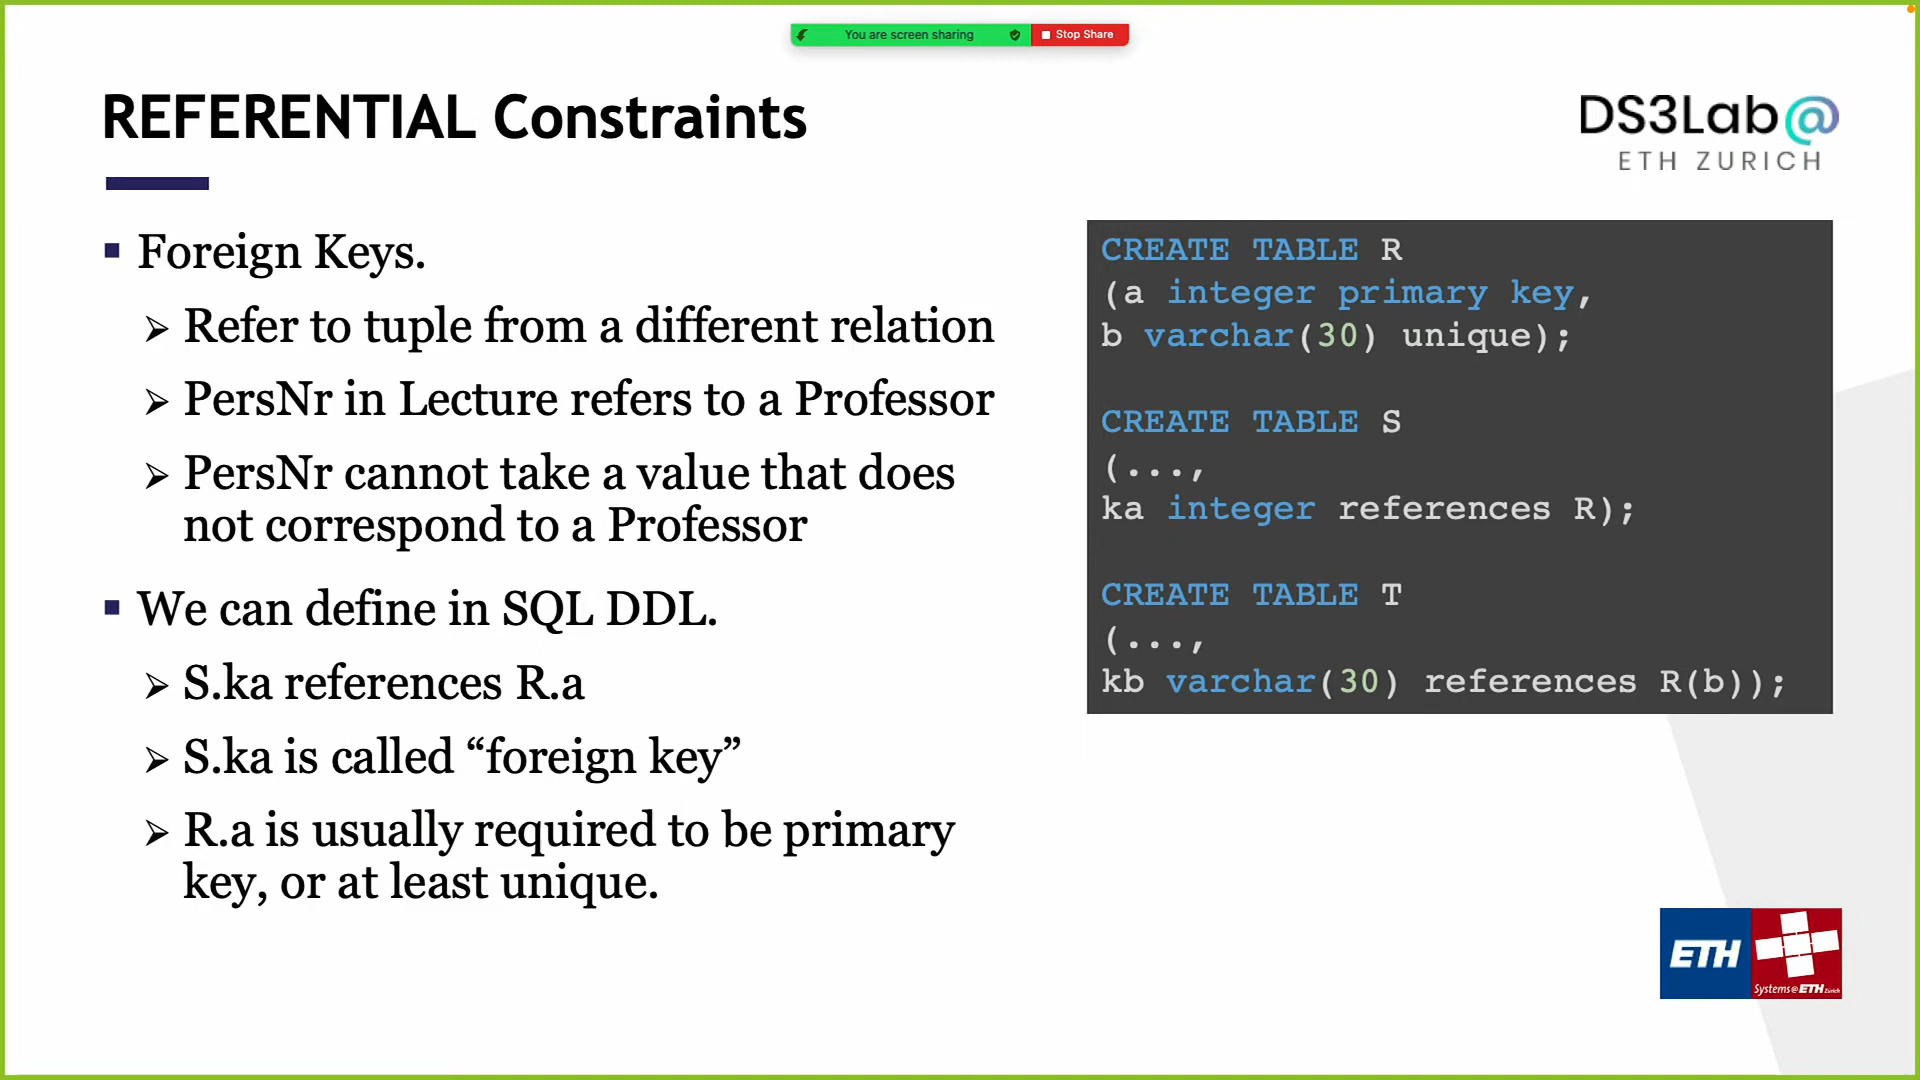 You are screen sharing
Stop Share
REFERENTIAL Constraints
DS3Lab@
ETH ZURICH
Foreign Keys.
Refer to tuple from a different relation
PersNr in Lecture refers to a Professor
PersNr cannot take a value that does
not correspond to a Professor
We can define in SQL DDL.
S.ka references R.a
S.ka is called “foreign key”
R.a is usually required to be primary
key, or at least unique.
CREATE TABLE R
(a integer primary key,
b varchar(30) unique);
CREATE TABLE S
(...,
ka integer references R);
CREATE TABLE T
(...,
kb varchar(30) references R(b));
ETH
Systems@ETH Zürich